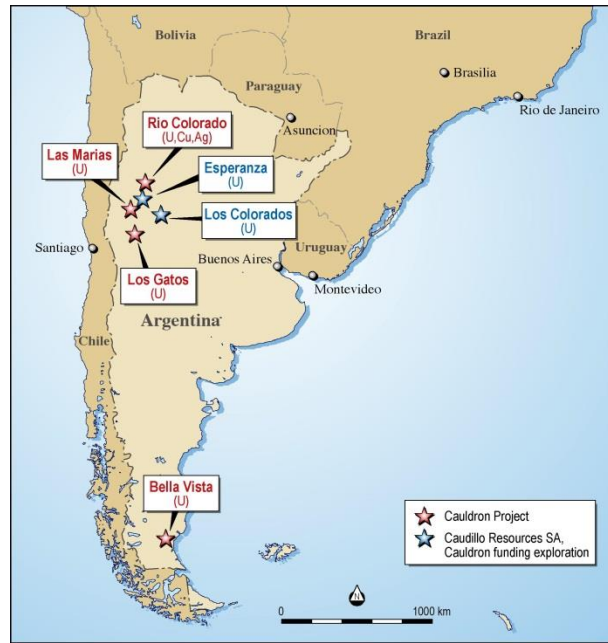 Bolivia
Brazil
Brasilia
Rio de Janeiro
Paraguay
Asuncion
Rio Colorado
(U,Cu,Ag)
Las Marias
(U)
Esperanza
(U)
Los Colorados
(U)
Santiago
Los Gatos
(U)
Buenos Aires
Uruguay
Montevideo
Argentina
Chile
Bella Vista
(U)
Cauldron Project
Caudillo Resources SA,
Cauldron funding exploration
N
0
1000 km